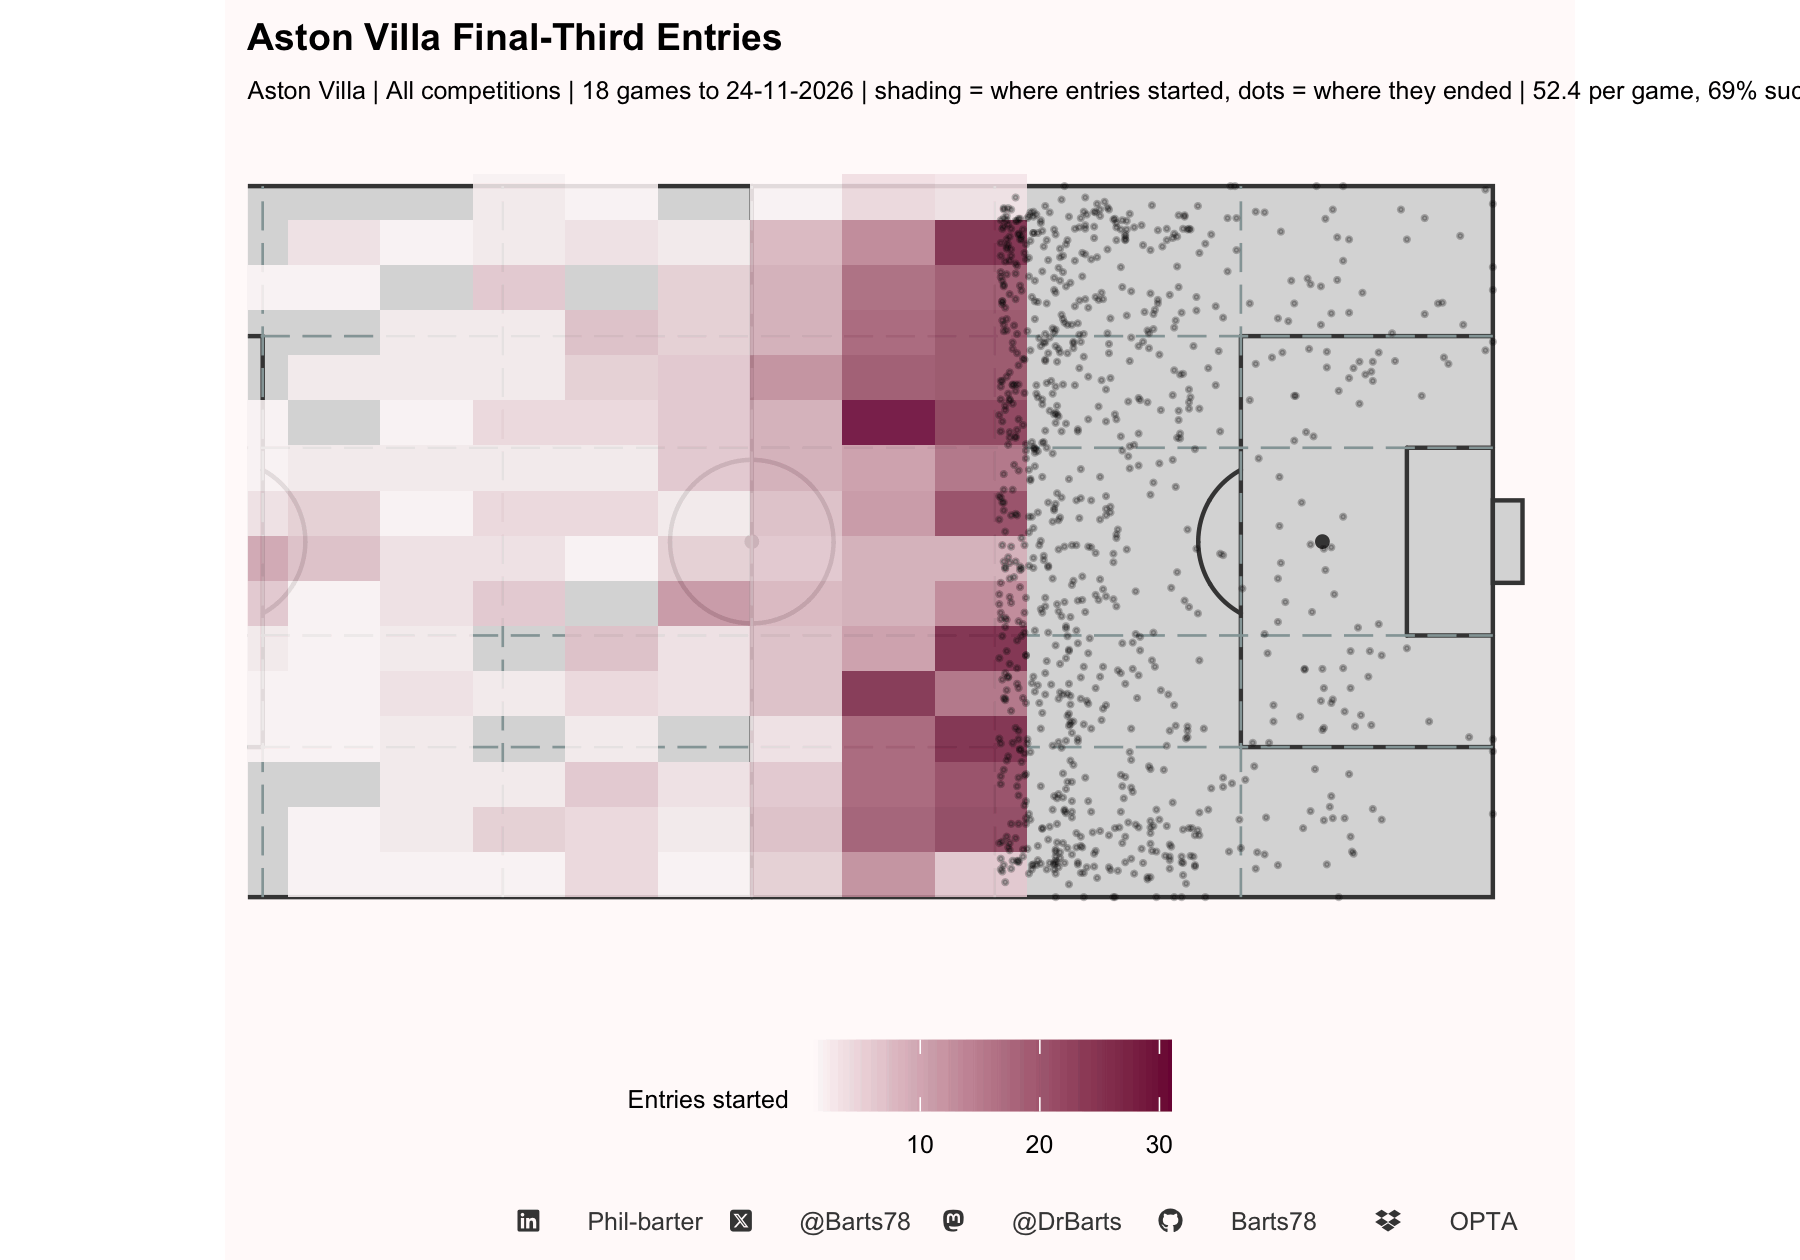 Aston Villa Final-Third Entries
Aston Villa | All competitions | 18 games to 24-11-2026 | shading = where entries started, dots = where they ended | 52.4 per game, 69% suc
Entries started
10 20 30
Phil-barter @Barts78 @DrBarts Barts78 OPTA